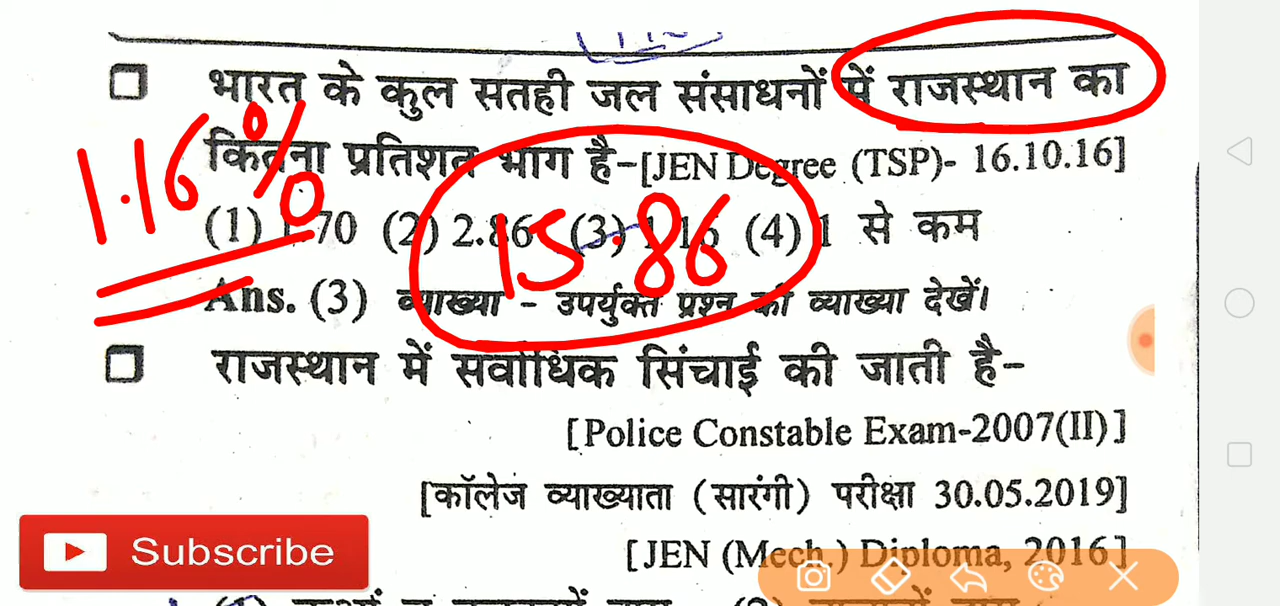 भारत के कुल सतही जल संसाधनों में राजस्थान का
कितना प्रतिशत भाग है-[JEN Degree (TSP)- 16.10.16]
1.16%
(1) 1.70 (2) 2.86 (3) 1.16 (4) 1 से कम
15.86
Ans. (3) व्याख्या - उपर्युक्त प्रश्न की व्याख्या देखें।
राजस्थान में सर्वाधिक सिंचाई की जाती है-
[Police Constable Exam-2007(II)]
[कॉलेज व्याख्याता (सारंगी) परीक्षा 30.05.2019]
[JEN (Mech.) Diploma, 2016]
Subscribe